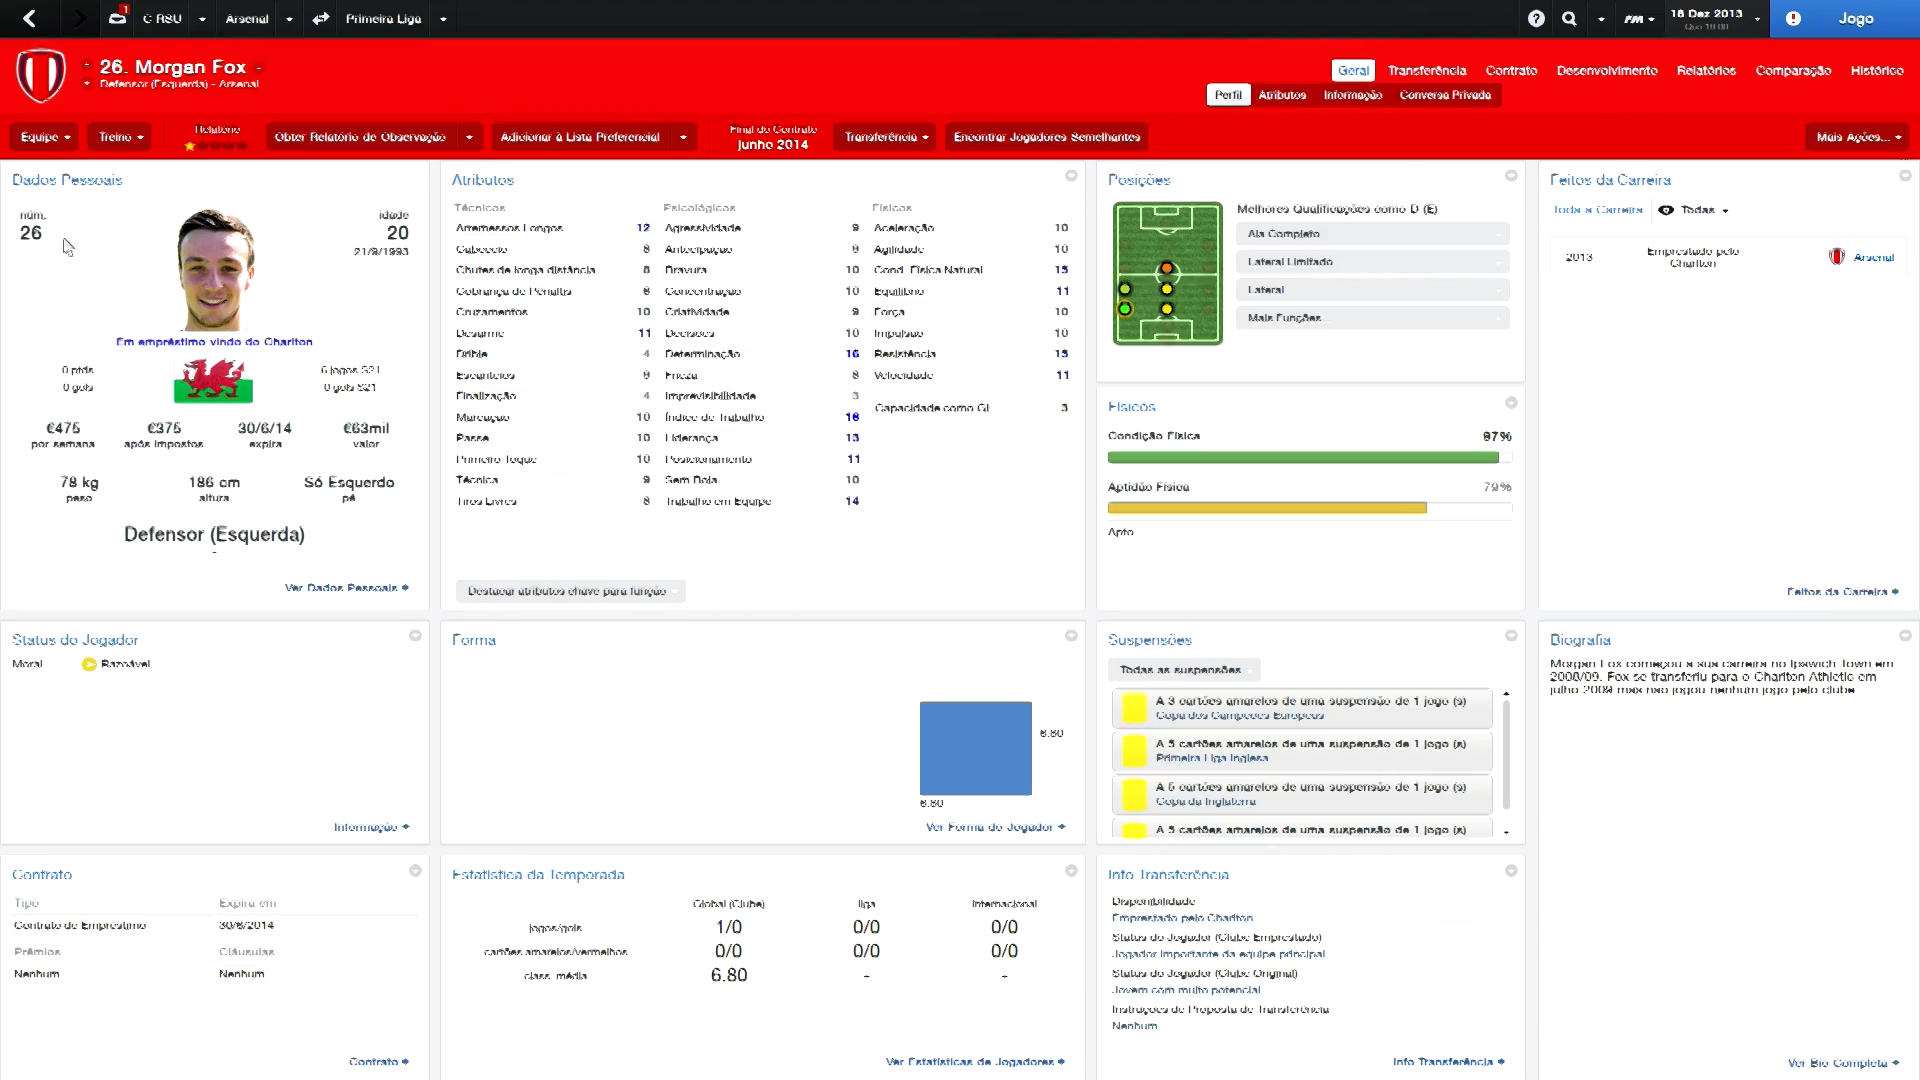 1
C RSU
Arsenal
Primeira Liga
FM
18 Dez 2013
Qua 18:00
Jogo
26. Morgan Fox
Defensor (Esquerda) - Arsenal
Geral Transferência Contrato Desenvolvimento Relatórios Comparação Histórico
Perfil Atributos Informação Conversa Privada
Equipe Treino
Relatório
Obter Relatório de Observação
Adicionar à Lista Preferencial
Final do Contrato
Junho 2014
Transferência
Encontrar Jogadores Semelhantes
Mais Ações...
Dados Pessoais
núm.
26
idade
20
21/9/1993
Em empréstimo vindo do Charlton
0 ptds
0 gols
6 jogos S21
0 gols S21
€475
por semana
€375
após impostos
30/6/14
expira
€63mil
valor
78 kg
peso
186 cm
altura
Só Esquerdo
pé
Defensor (Esquerda)
Ver Dados Pessoais
Atributos
Técnicos Psicológicos Físicos
Arremessos Longos 12 Agressividade 9 Aceleração 10
Cabeceio 8 Antecipação Agilidade 10
Chutes de longa distância 8 Bravura 10 Cond. Física Natural 13
Cobrança de Pênaltis Concentração 10 Equilíbrio 11
Cruzamentos 10 Criatividade 9 Força 10
Desarme 11 Decisões 10 Impulsão 10
Drible 4 Determinação 16 Resistência 13
Escanteios Frieza 8 Velocidade 11
Finalização 4 Imprevisibilidade 3
Capacidade como GL 3
Marcação 10 Índice de Trabalho 16
Passe 10 Liderança 13
Primeiro Toque 10 Posicionamento 11
Técnica 9 Sem Bola 10
Tiros Livres 8 Trabalho em Equipe 14
Destacar atributos chave para função
Posições
Melhores Qualificações como D (E)
Ala Completo
Lateral Limitado
Lateral
Mais Funções...
Físicos
Condição Física 97%
Aptidão Física 79%
Apto
Feitos da Carreira
Toda a Carreira Todas
2013
Emprestado pelo
Charlton
Arsenal
Feitos da Carreira
Status do Jogador
Moral Razoável
Informação
Forma
6.80
6.80
Ver Forma do Jogador
Suspensões
Todas as suspensões
A 3 cartões amarelos de uma suspensão de 1 jogo (s)
Copa dos Campeões Europeus
A 5 cartões amarelos de uma suspensão de 1 jogo (s)
Primeira Liga Inglesa
A 5 cartões amarelos de uma suspensão de 1 jogo (s)
Copa da Inglaterra
A 5 cartões amarelos de uma suspensão de 1 jogo (s)
Biografia
Morgan Fox começou a sua carreira no Ipswich Town em
2008/09. Fox se transferiu para o Charlton Athletic em
julho 2009 mas não jogou nenhum jogo pelo clube
Ver Bio Completa
Contrato
Tipo Expira em
Contrato de Empréstimo 30/6/2014
Prêmios Cláusulas
Nenhum Nenhum
Contrato
Estatística da Temporada
Global (Clube) liga Internacional
jogos/gols 1/0 0/0 0/0
cartões amarelos/vermelhos 0/0 0/0 0/0
class. média 6.80 - -
Ver Estatísticas de Jogadores
Info Transferência
Disponibilidade
Emprestado pelo Charlton
Status do Jogador (Clube Emprestado)
Jogador importante da equipe principal
Status do Jogador (Clube Original)
Jovem com muito potencial
Instruções de Proposta de Transferência
Nenhum
Info Transferência